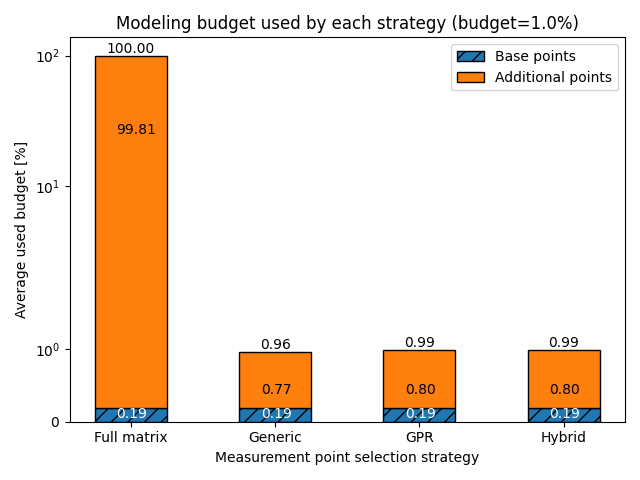 Modeling budget used by each strategy (budget=1.0%)
Base points
Additional points
Average used budget [%]
10²
10¹
10⁰
0
100.00
99.81
0.19
0.96
0.77
0.19
0.99
0.80
0.19
0.99
0.80
0.19
Full matrix
Generic
GPR
Hybrid
Measurement point selection strategy